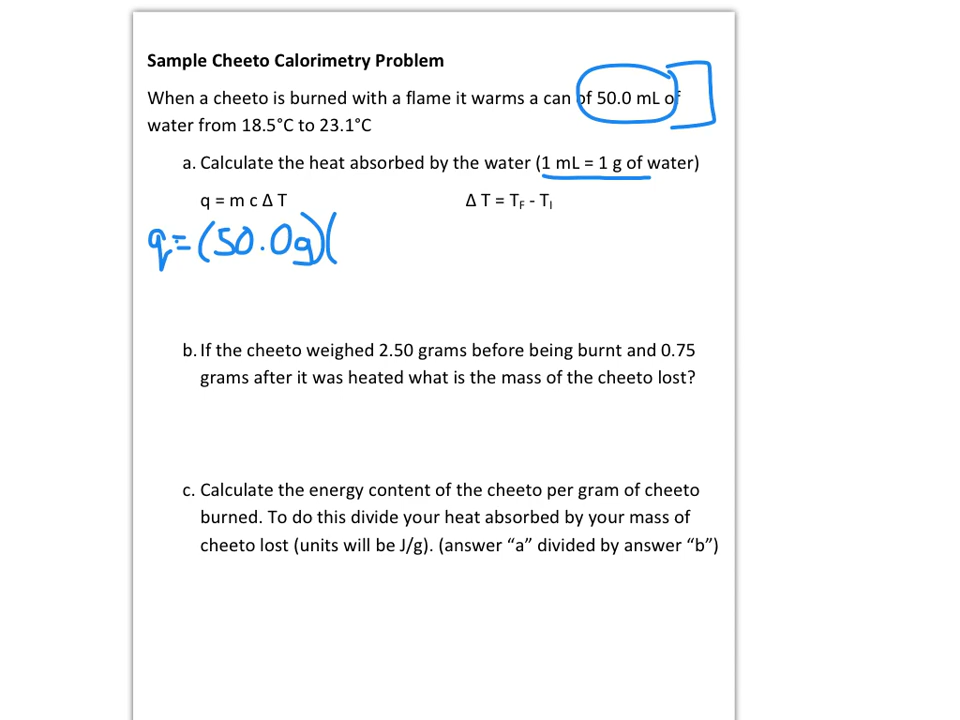 Sample Cheeto Calorimetry Problem
When a cheeto is burned with a flame it warms a can of 50.0 mL of
water from 18.5°C to 23.1°C
a. Calculate the heat absorbed by the water (1 mL = 1 g of water)
q = m c Δ T    Δ T = TF - TI
q = (50.0g)(
b. If the cheeto weighed 2.50 grams before being burnt and 0.75
grams after it was heated what is the mass of the cheeto lost?
c. Calculate the energy content of the cheeto per gram of cheeto
burned. To do this divide your heat absorbed by your mass of
cheeto lost (units will be J/g). (answer “a” divided by answer “b”)